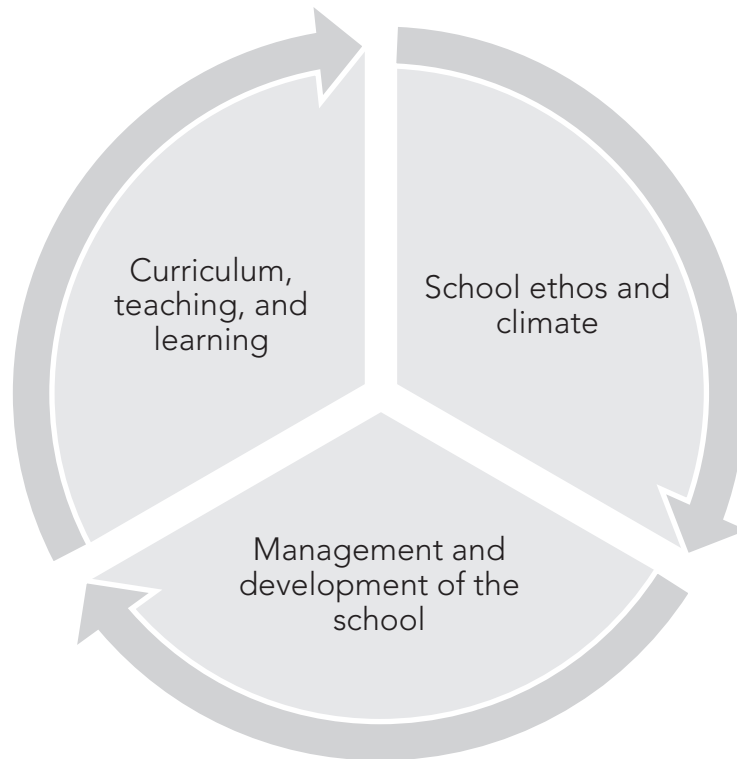 Curriculum,
teaching, and
learning
School ethos and
climate
Management and
development of the
school